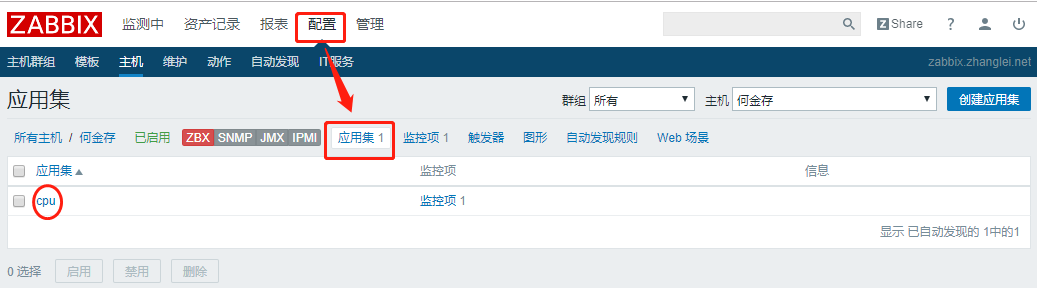 ZABBIX 监测中 资产记录 报表 配置 管理 Share ?
主机群组 模板 主机 维护 动作 自动发现 IT服务 zabbix.zhanglei.net
应用集 群组 所有 主机 何金存 创建应用集
所有主机 / 何金存 已启用 ZBX SNMP JMX IPMI 应用集 1 监控项 1 触发器 图形 自动发现规则 Web 场景
应用集 监控项 信息
cpu 监控项 1
显示 已自动发现的 1中的1
0 选择 启用 禁用 删除